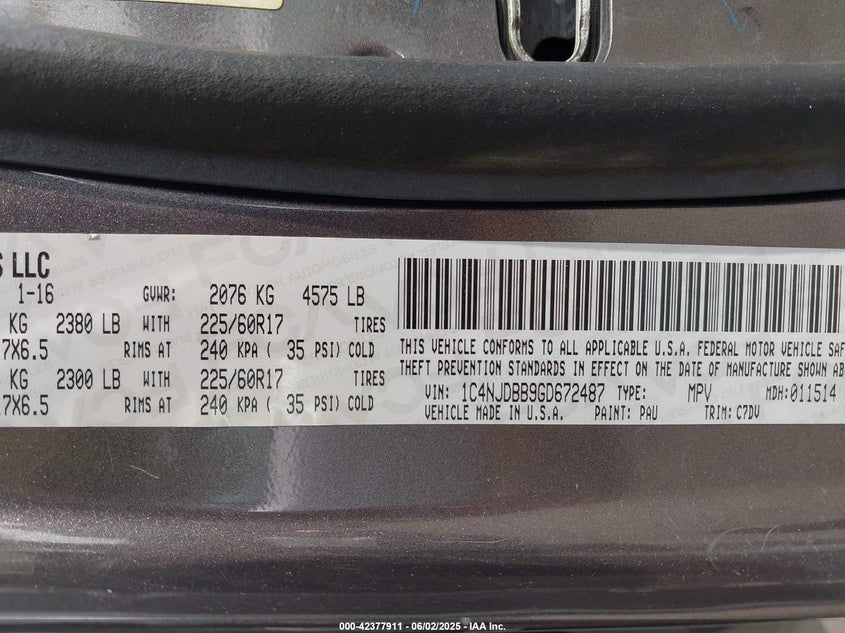 S LLC
1-16 GVWR: 2076 KG 4575 LB
KG 2380 LB WITH 225/60R17 TIRES
7X6.5 RIMS AT 240 KPA ( 35 PSI) COLD
KG 2300 LB WITH 225/60R17 TIRES
7X6.5 RIMS AT 240 KPA ( 35 PSI) COLD
THIS VEHICLE CONFORMS TO ALL APPLICABLE U.S.A. FEDERAL MOTOR VEHICLE SAF
THEFT PREVENTION STANDARDS IN EFFECT ON THE DATE OF MANUFACTURE SHOWN AB
VIN: 1C4NJDBB9GD672487 TYPE: MPV MDH: 011514
VEHICLE MADE IN U.S.A. PAINT: PAU TRIM: C7DV
000-42377911 | 06/02/2025 - IAA Inc.